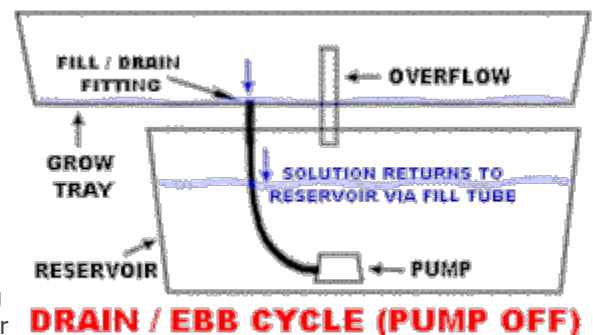 FILL / DRAIN
FITTING
OVERFLOW
GROW
TRAY
SOLUTION RETURNS TO
RESERVOIR VIA FILL TUBE
RESERVOIR
PUMP
DRAIN / EBB CYCLE (PUMP OFF)